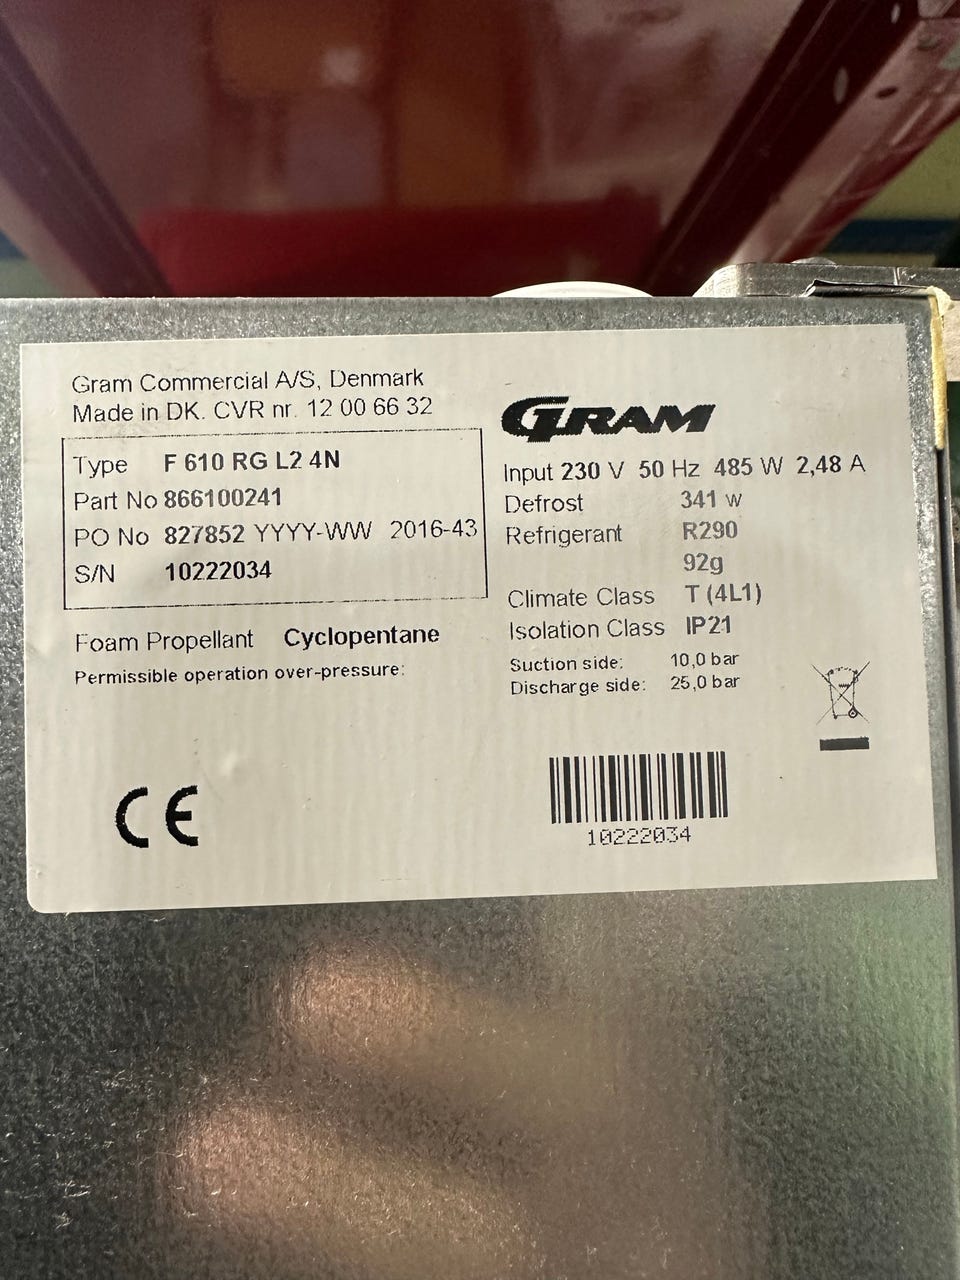 Gram Commercial A/S, Denmark
Made in DK. CVR nr. 12 00 66 32
Type F 610 RG L2 4N
Part No 866100241
PO No 827852 YYYY-WW 2016-43
S/N 10222034
Foam Propellant Cyclopentane
Permissible operation over-pressure:
CE
GRAM
Input 230 V 50 Hz 485 W 2,48 A
Defrost 341 W
Refrigerant R290
92g
Climate Class T (4L1)
Isolation Class IP21
Suction side: 10,0 bar
Discharge side: 25,0 bar
10222034